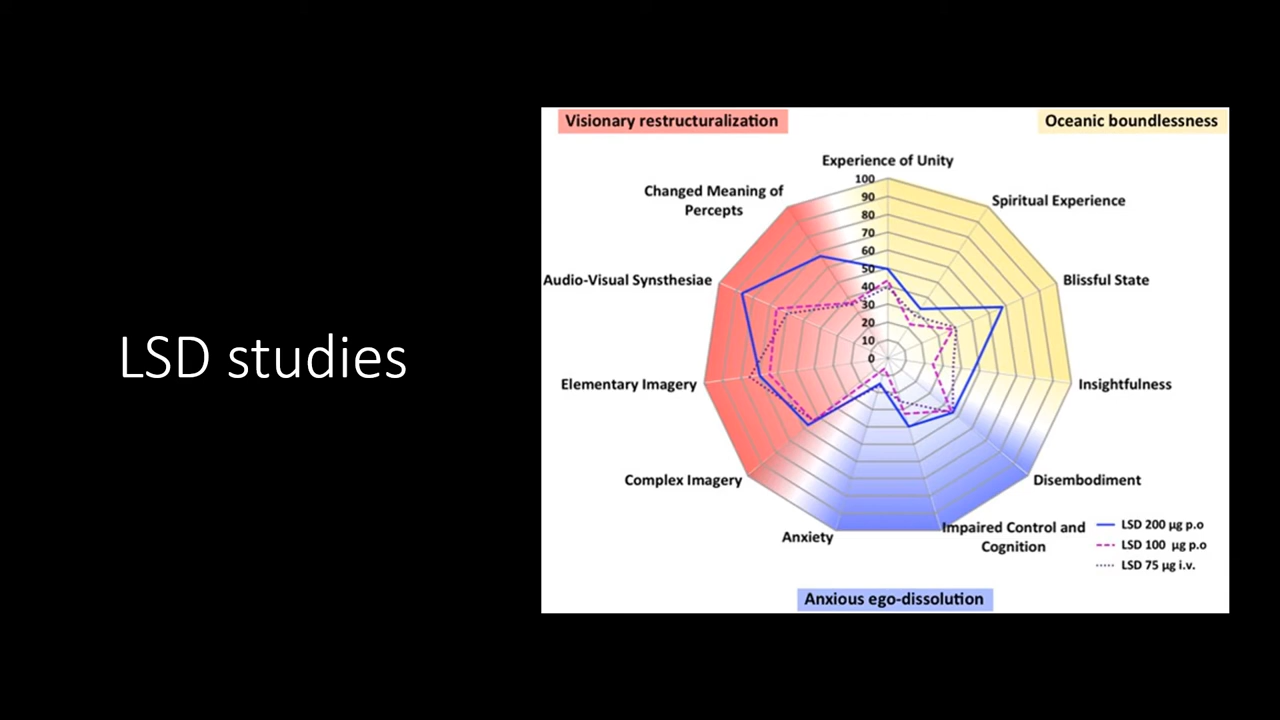 LSD studies
Visionary restructuralization
Oceanic boundlessness
Experience of Unity
100
90
80
70
60
50
40
30
20
10
0
Changed Meaning of
Percepts
Spiritual Experience
Audio-Visual Synsthesiae
Blissful State
Elementary Imagery
Insightfulness
Complex Imagery
Disembodiment
Anxiety
Impaired Control and
Cognition
LSD 200 µg p.o
LSD 100 µg p.o
LSD 75 µg i.v.
Anxious ego-dissolution